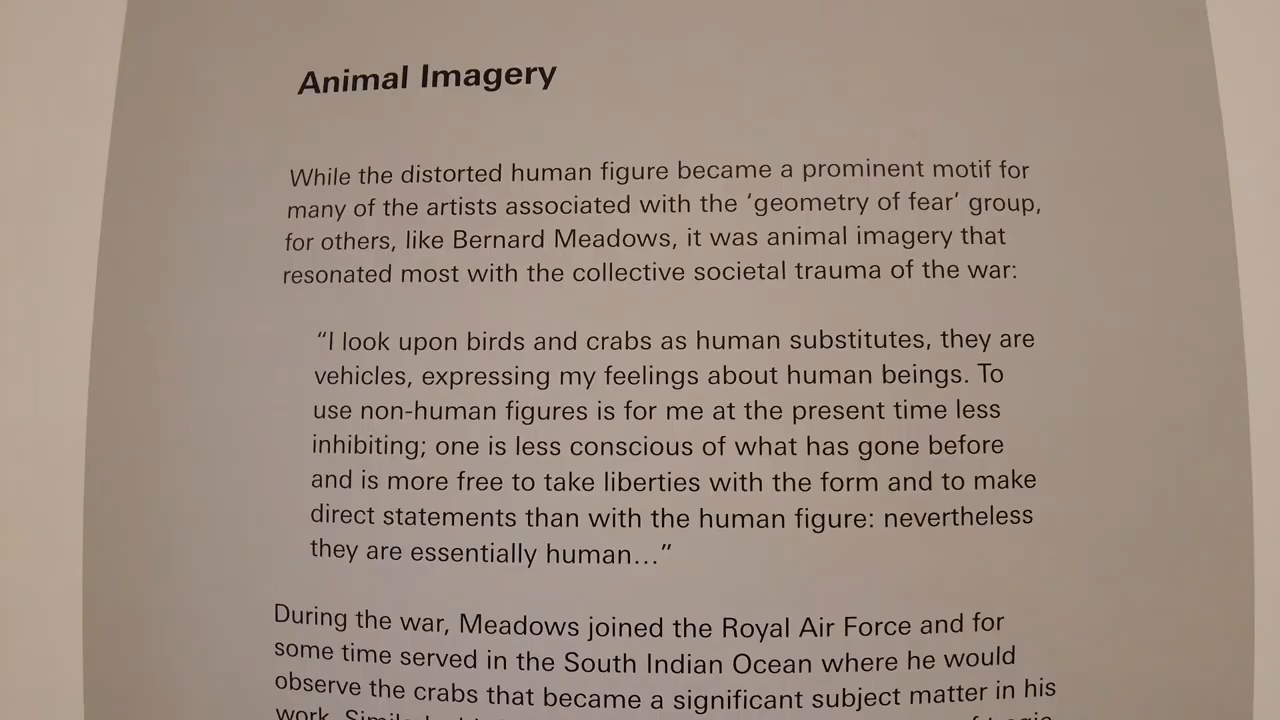 Animal Imagery
While the distorted human figure became a prominent motif for
many of the artists associated with the ‘geometry of fear’ group,
for others, like Bernard Meadows, it was animal imagery that
resonated most with the collective societal trauma of the war:
“I look upon birds and crabs as human substitutes, they are
vehicles, expressing my feelings about human beings. To
use non-human figures is for me at the present time less
inhibiting; one is less conscious of what has gone before
and is more free to take liberties with the form and to make
direct statements than with the human figure: nevertheless
they are essentially human...”
During the war, Meadows joined the Royal Air Force and for
some time served in the South Indian Ocean where he would
observe the crabs that became a significant subject matter in his
work.